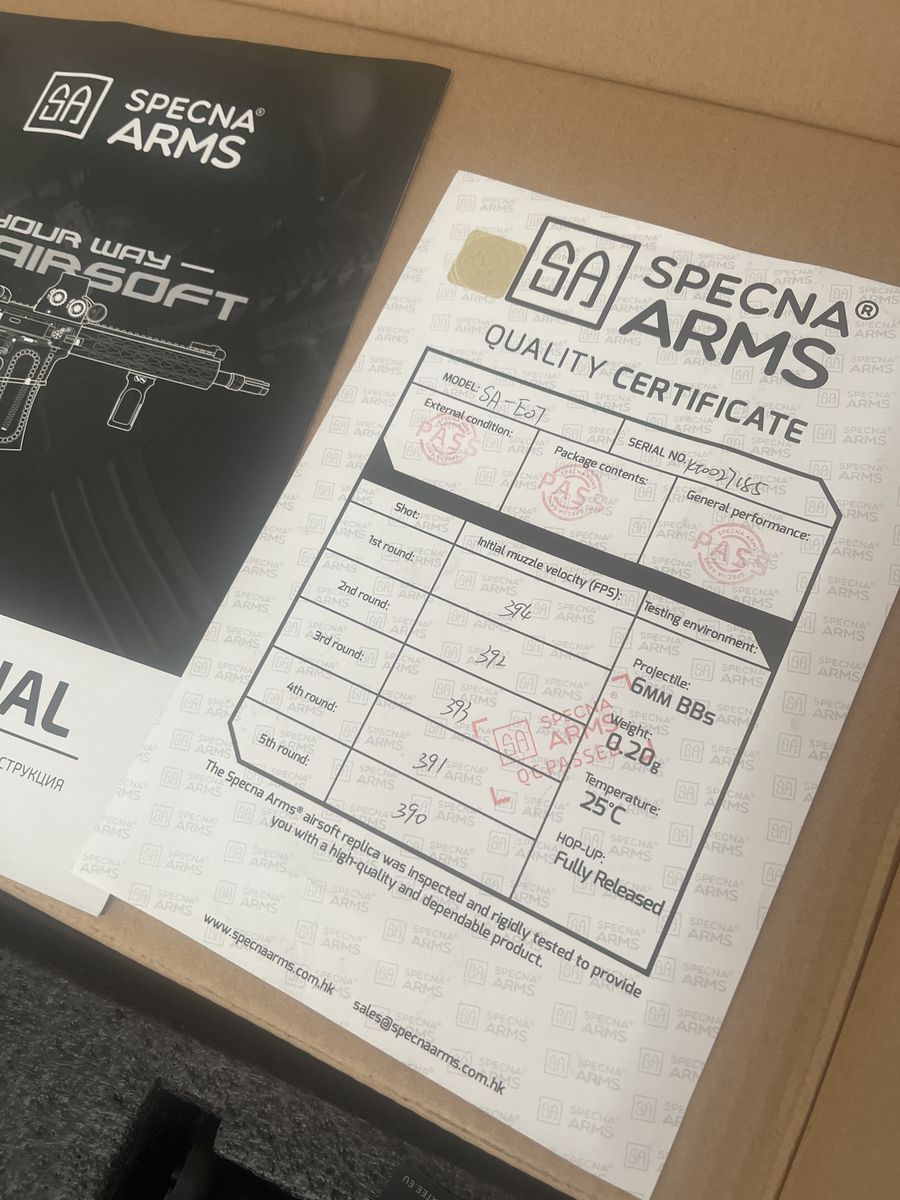 SA SPECNA®
ARMS
YOUR WAY —
AIRSOFT
СТРУКЦИЯ
SA SPECNA®
ARMS
QUALITY CERTIFICATE
MODEL: SA-E07
SERIAL NO.
External condition:
PASS
Package contents:
PASS
General performance:
PASS
Shot:
Initial muzzle velocity (FPS):
Testing environment:
1st round: 394
2nd round: 392
3rd round: 393
4th round: 391
5th round: 390
Projectile:
6MM BBs
Weight:
0.20g
Temperature:
25°C
HOP-UP:
Fully Released
SA SPECNA
ARMS
QC PASSED
The Specna Arms® airsoft replica was inspected and rigidly tested to provide
you with a high-quality and dependable product.
www.specnaarms.com.hk
sales@specnaarms.com.hk